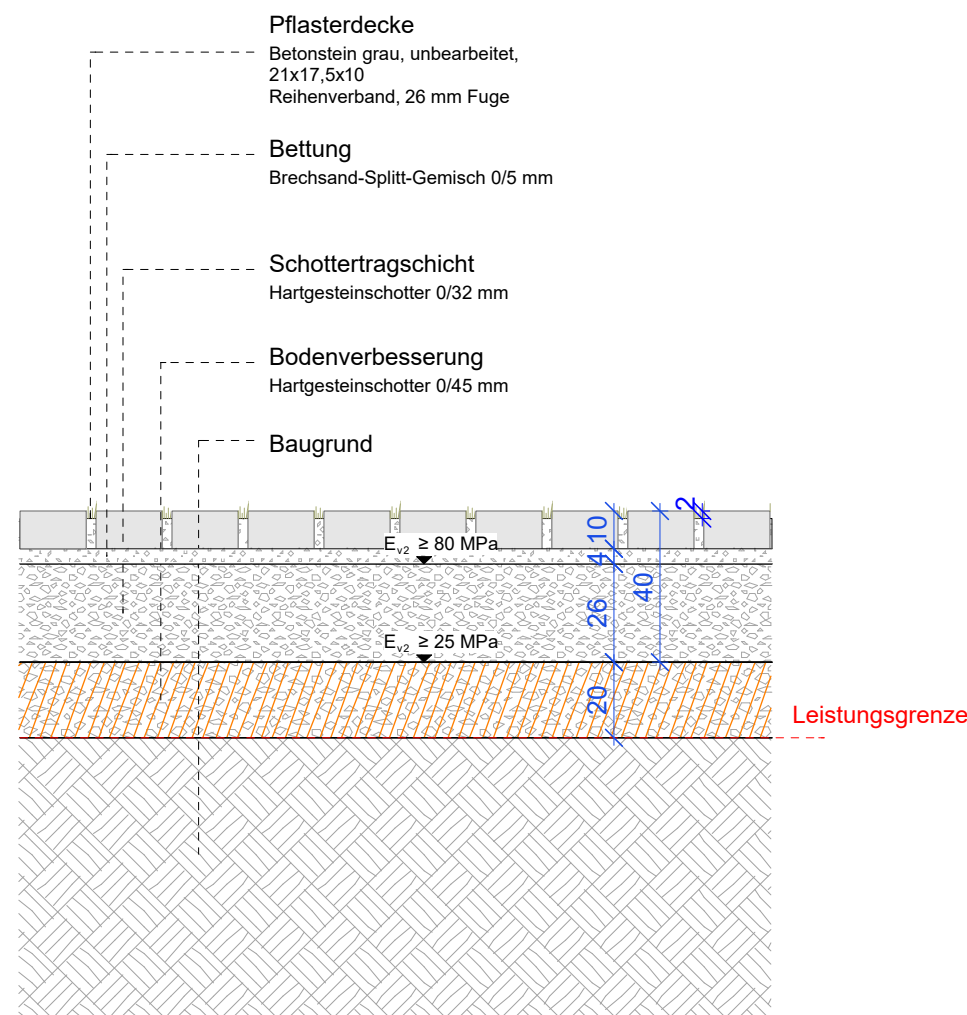 Pflasterdecke
Betonstein grau, unbearbeitet,
21x17,5x10
Reihenverband, 26 mm Fuge
Bettung
Brechsand-Splitt-Gemisch 0/5 mm
Schottertragschicht
Hartgesteinschotter 0/32 mm
Bodenverbesserung
Hartgesteinschotter 0/45 mm
Baugrund
2
10
Ev2 ≥ 80 MPa
4
40
26
Ev2 ≥ 25 MPa
20
Leistungsgrenze